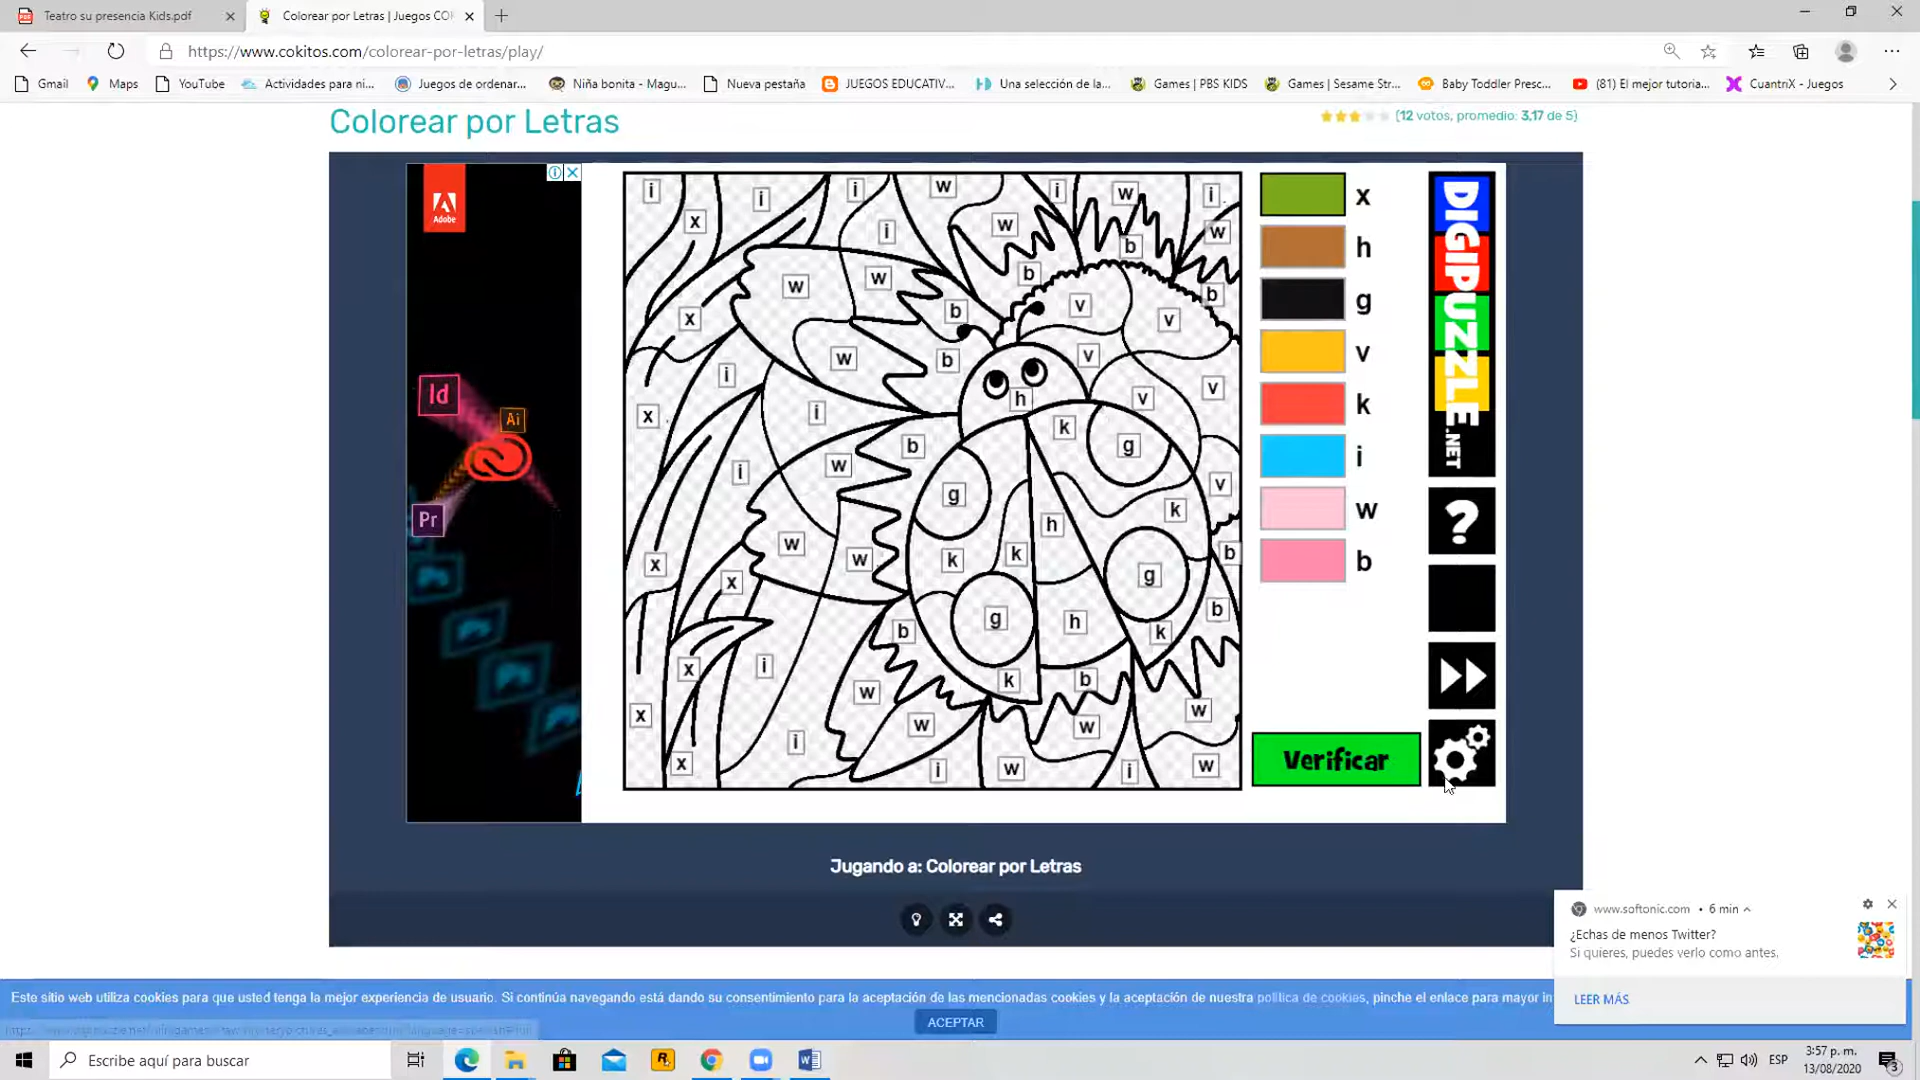 Teatro su presencia Kids.pdf
Colorear por Letras | Juegos COK
https://www.cokitos.com/colorear-por-letras/play/
Gmail Maps YouTube Actividades para ni... Juegos de ordenar... Niña bonita - Magu... Nueva pestaña JUEGOS EDUCATIV... Una selección de la... Games | PBS KIDS Games | Sesame Str... Baby Toddler Presc... (81) El mejor tutoria... CuantriX - Juegos
Colorear por Letras
(12 votos, promedio: 3,17 de 5)
Adobe
Id
Ai
Pr
i i i w i w i
x i w w
w w b b b
x w b v v
i w b v v
x i h k v
i w b g g v
g h k
w w k k b
x x g g
b h k b
x i w k b
x w w w w
x i i w i w
x
h
g
v
k
i
w
b
DIGIPUZZLE.NET
?
Verificar
Jugando a: Colorear por Letras
www.softonic.com • 6 min
¿Echas de menos Twitter?
Si quieres, puedes verlo como antes.
LEER MÁS
Este sitio web utiliza cookies para que usted tenga la mejor experiencia de usuario. Si continúa navegando está dando su consentimiento para la aceptación de las mencionadas cookies y la aceptación de nuestra política de cookies, pinche el enlace para mayor in
ACEPTAR
Escribe aquí para buscar
ESP
3:57 p. m.
13/08/2020
3